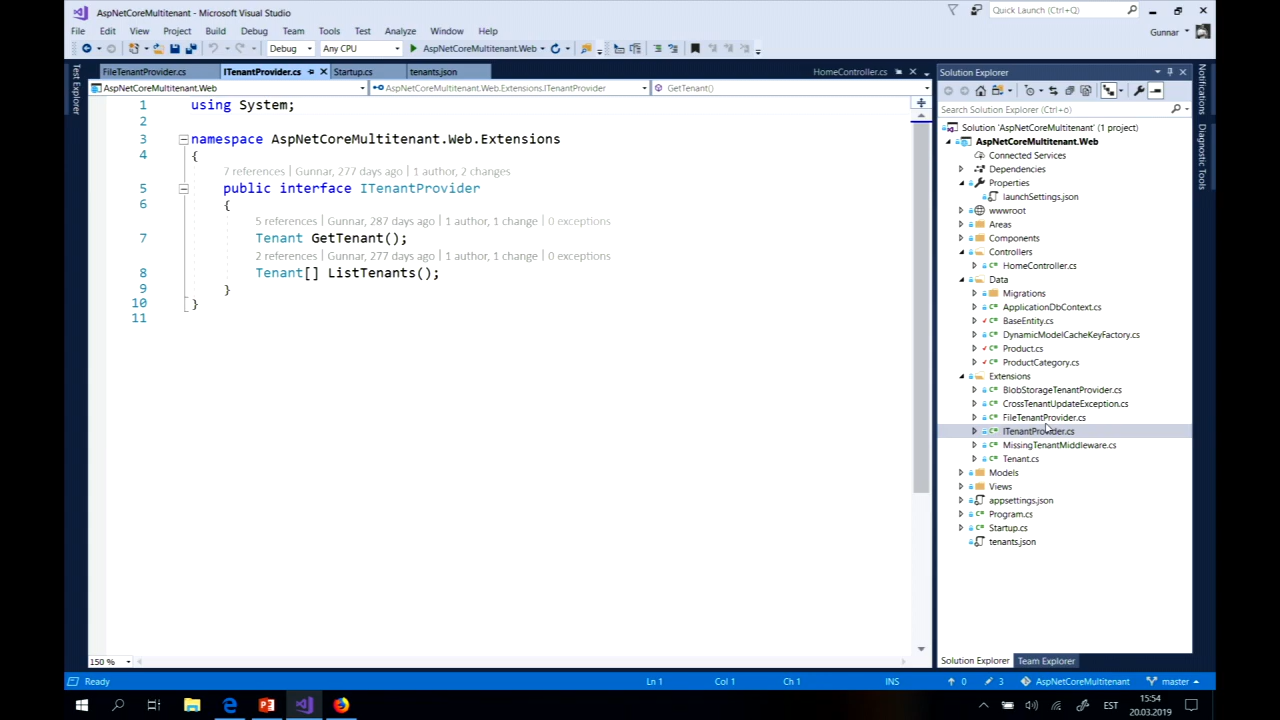 AspNetCoreMultitenant - Microsoft Visual Studio
Quick Launch (Ctrl+Q)
File Edit View Project Build Debug Team Tools Test Analyze Window Help
Gunnar
Debug Any CPU AspNetCoreMultitenant.Web
Test Explorer
FileTenantProvider.cs ITenantProvider.cs Startup.cs tenants.json HomeController.cs
AspNetCoreMultitenant.Web AspNetCoreMultitenant.Web.Extensions.ITenantProvider GetTenant()
1 using System;
2
3 namespace AspNetCoreMultitenant.Web.Extensions
4 {
7 references | Gunnar, 277 days ago | 1 author, 2 changes
5 public interface ITenantProvider
6 {
5 references | Gunnar, 287 days ago | 1 author, 1 change | 0 exceptions
7 Tenant GetTenant();
2 references | Gunnar, 277 days ago | 1 author, 1 change | 0 exceptions
8 Tenant[] ListTenants();
9 }
10 }
11
150 %
Solution Explorer
Search Solution Explorer (Ctrl+o)
Solution 'AspNetCoreMultitenant' (1 project)
AspNetCoreMultitenant.Web
Connected Services
Dependencies
Properties
launchSettings.json
wwwroot
Areas
Components
Controllers
HomeController.cs
Data
Migrations
ApplicationDbContext.cs
BaseEntity.cs
DynamicModelCacheKeyFactory.cs
Product.cs
ProductCategory.cs
Extensions
BlobStorageTenantProvider.cs
CrossTenantUpdateException.cs
FileTenantProvider.cs
ITenantProvider.cs
MissingTenantMiddleware.cs
Tenant.cs
Models
Views
appsettings.json
Program.cs
Startup.cs
tenants.json
Solution Explorer Team Explorer
Notifications
Diagnostic Tools
Ready Ln 1 Col 1 Ch 1 INS 0 3 AspNetCoreMultitenant master
EST
15:54
20.03.2019